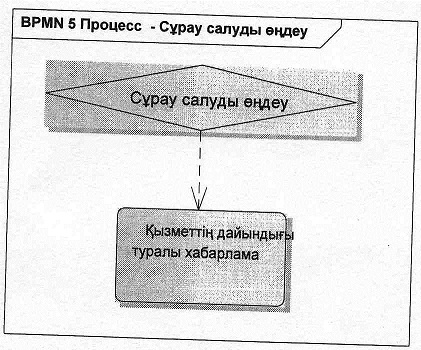 BPMN 5 Процесс - Сұрау салуды өңдеу
Сұрау салуды өңдеу
Қызметтің дайындығы
туралы хабарлама